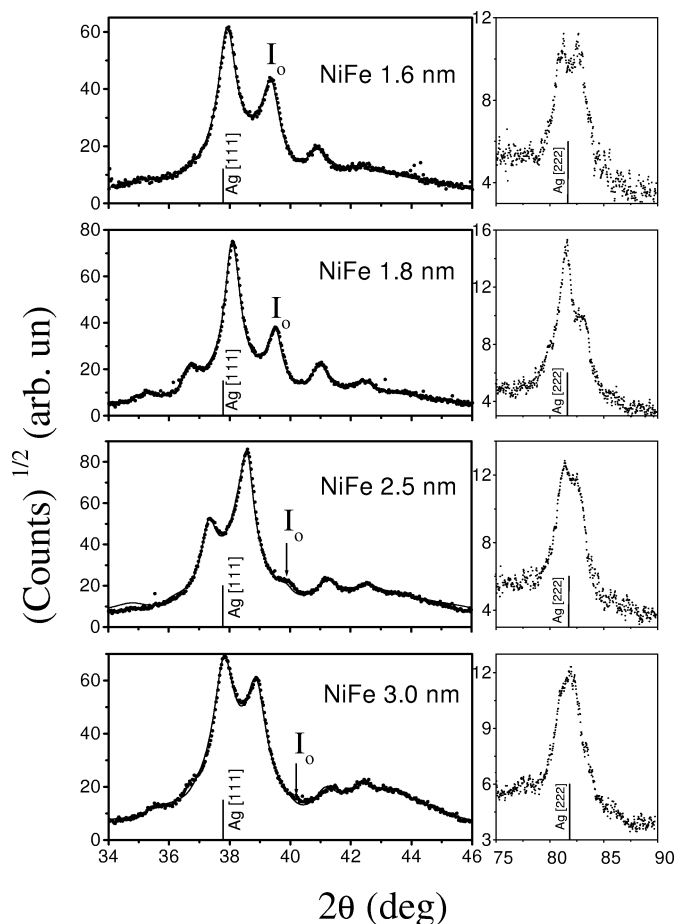 60
40
20
0
I₀
NiFe 1.6 nm
Ag [111]
12
8
4
Ag [222]
80
60
40
20
0
I₀
NiFe 1.8 nm
Ag [111]
16
12
8
4
Ag [222]
80
60
40
20
0
I₀
NiFe 2.5 nm
Ag [111]
12
8
4
Ag [222]
60
40
20
0
I₀
NiFe 3.0 nm
Ag [111]
12
9
6
3
Ag [222]
34 36 38 40 42 44 46
75 80 85 90
(Counts) 1/2 (arb. un)
2θ (deg)